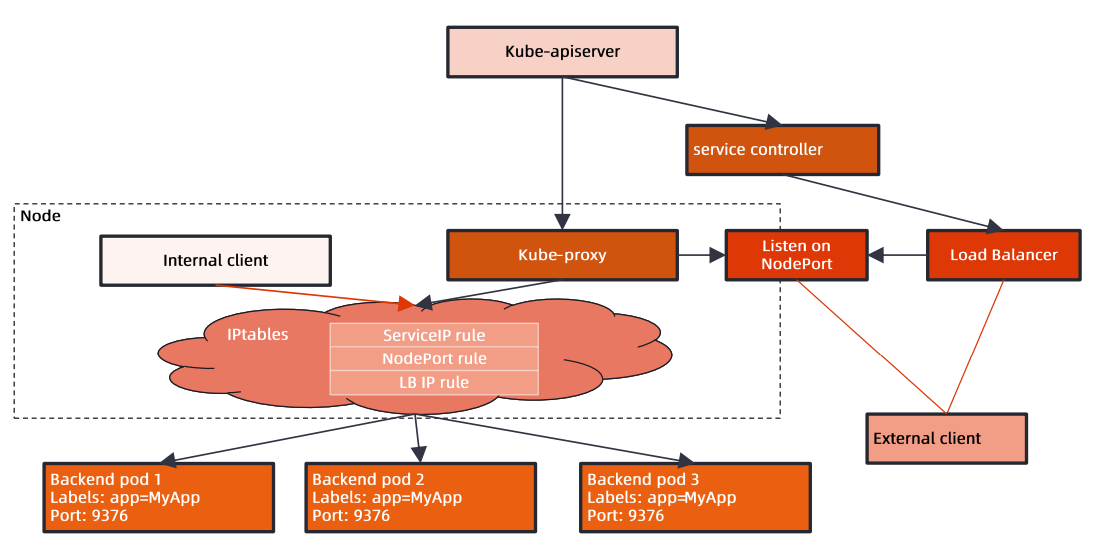 Kube-apiserver
service controller
Node
Internal client
Kube-proxy
Listen on
NodePort
Load Balancer
IPtables
ServiceIP rule
NodePort rule
LB IP rule
External client
Backend pod 1
Labels: app=MyApp
Port: 9376
Backend pod 2
Labels: app=MyApp
Port: 9376
Backend pod 3
Labels: app=MyApp
Port: 9376